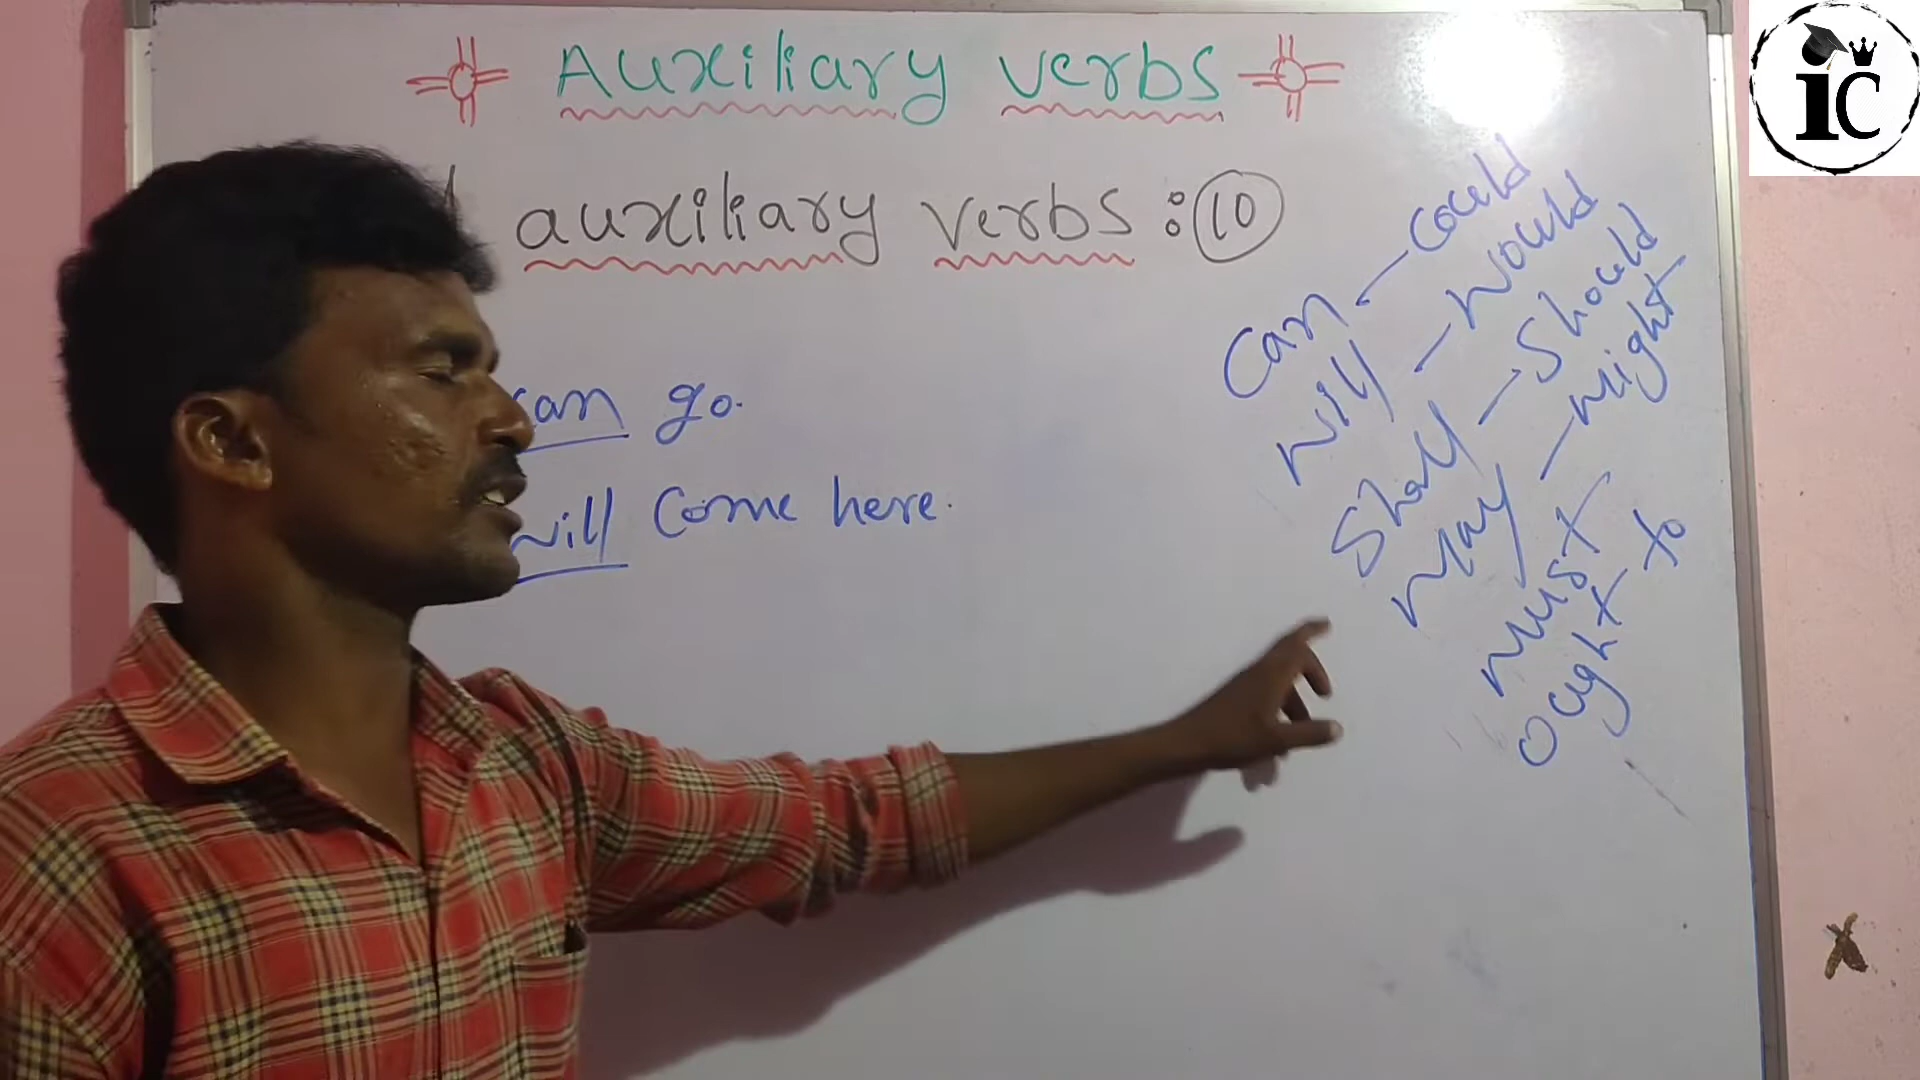 Auxiliary verbs
auxiliary verbs : 10
can go.
will come here.
Can - could
Will - would
Shall - Should
May - might
Must
Ought to
iC